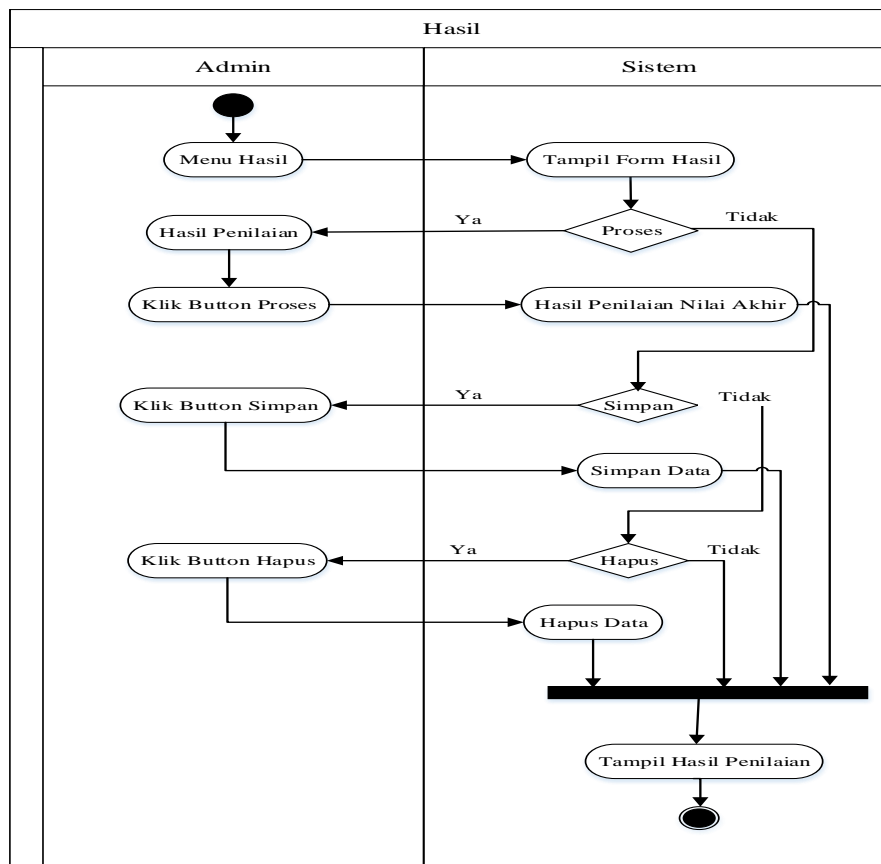 Hasil
Admin
Sistem
Menu Hasil
Tampil Form Hasil
Ya
Tidak
Hasil Penilaian
Proses
Klik Button Proses
Hasil Penilaian Nilai Akhir
Ya
Tidak
Klik Button Simpan
Simpan
Simpan Data
Ya
Tidak
Klik Button Hapus
Hapus
Hapus Data
Tampil Hasil Penilaian